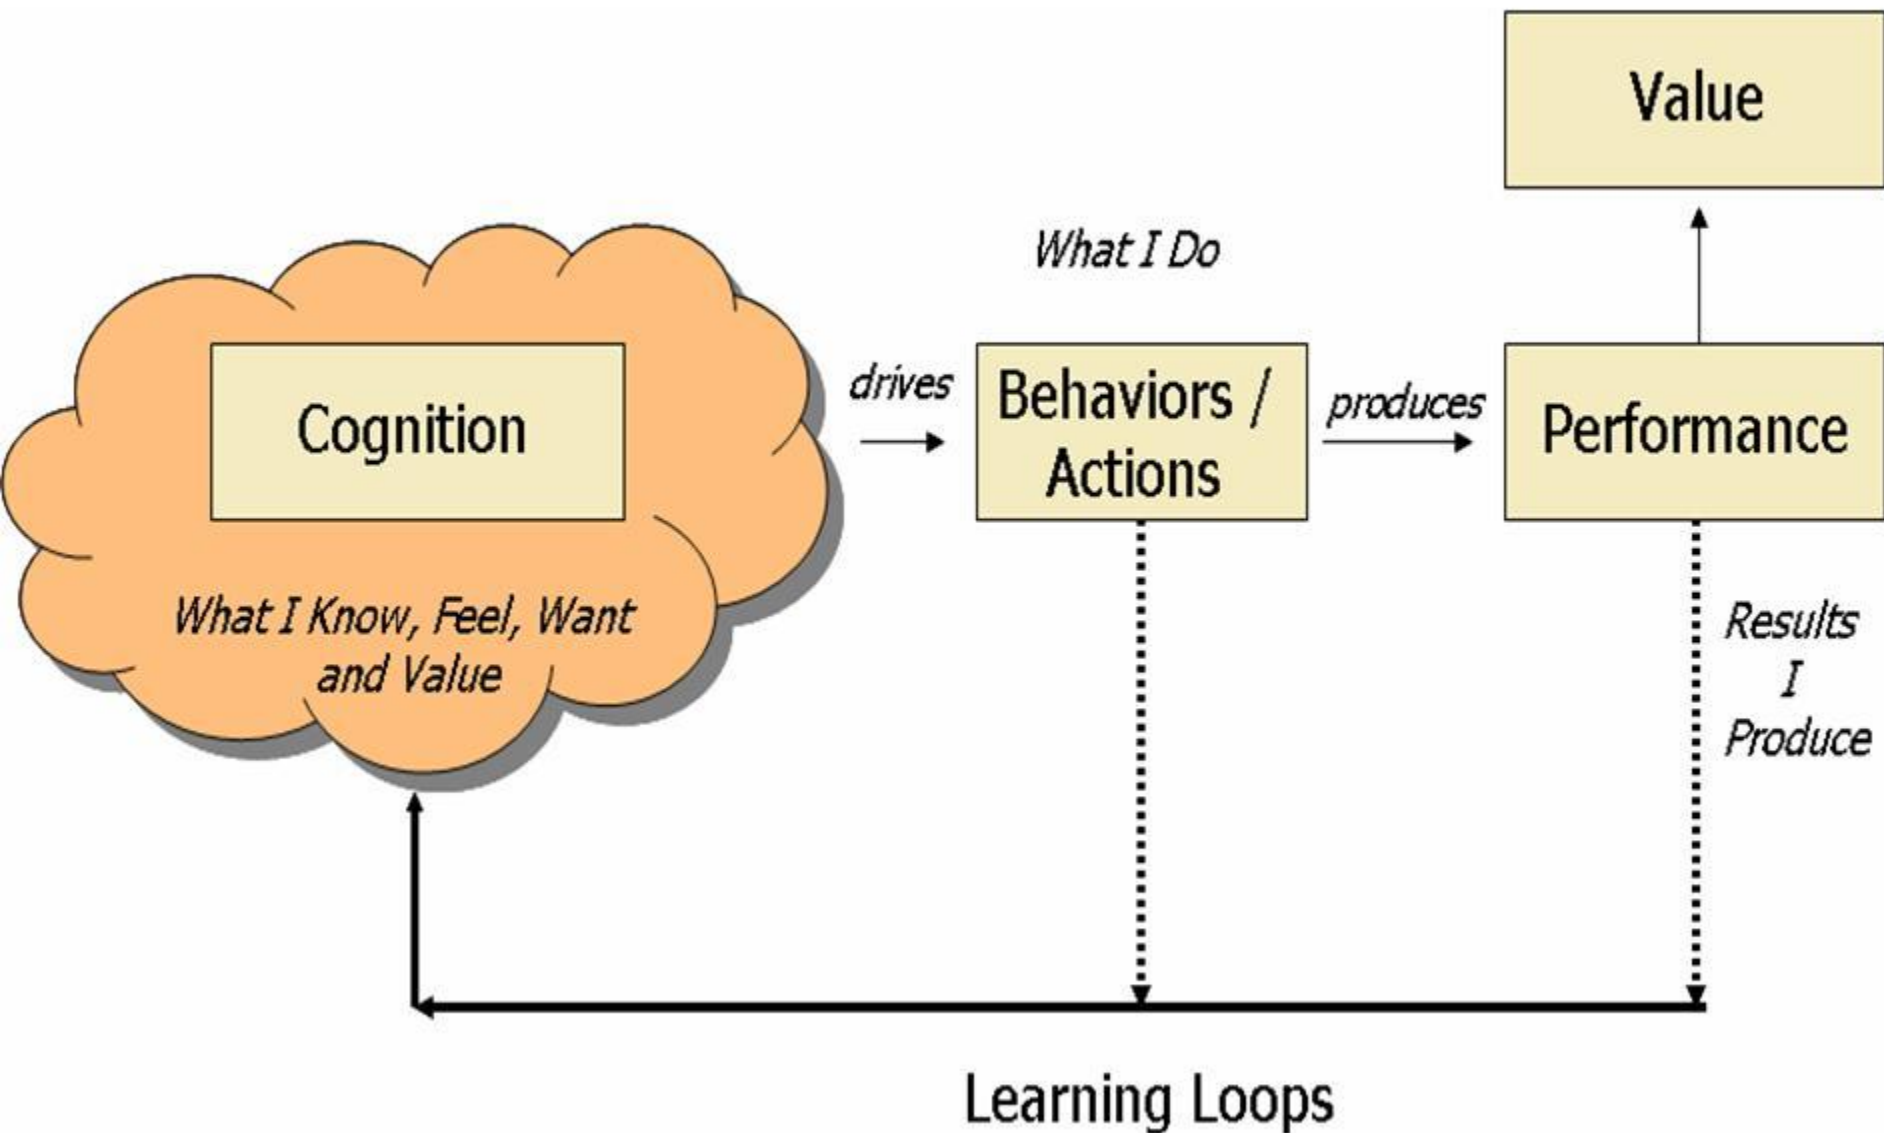 Value
What I Do
Cognition
What I Know, Feel, Want
and Value
drives
Behaviors /
Actions
produces
Performance
Results
I
Produce
Learning Loops